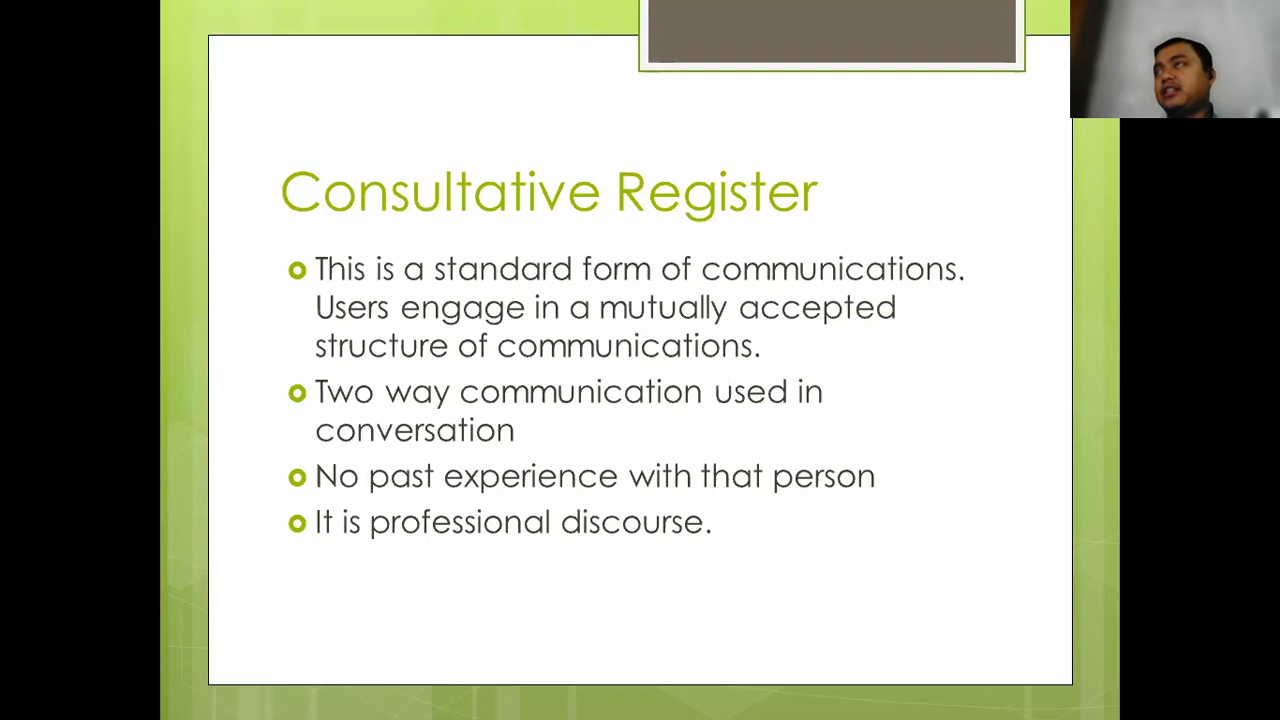 Consultative Register
This is a standard form of communications.
Users engage in a mutually accepted
structure of communications.
Two way communication used in
conversation
No past experience with that person
It is professional discourse.